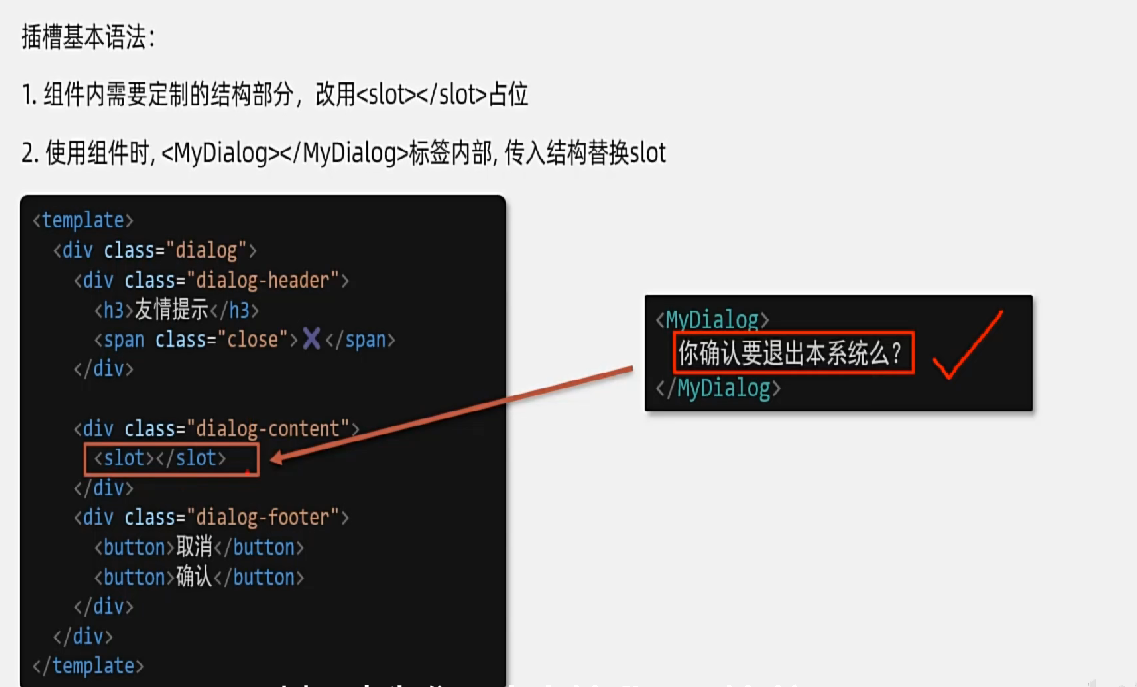 插槽基本语法：
1. 组件内需要定制的结构部分，改用<slot></slot>占位
2. 使用组件时, <MyDialog></MyDialog>标签内部, 传入结构替换slot
<template>
<div class="dialog">
<div class="dialog-header">
<h3>友情提示</h3>
<span class="close">✖️</span>
</div>
<div class="dialog-content">
<slot></slot>
</div>
<div class="dialog-footer">
<button>取消</button>
<button>确认</button>
</div>
</div>
</template>
<MyDialog>
你确认要退出本系统么？
</MyDialog>